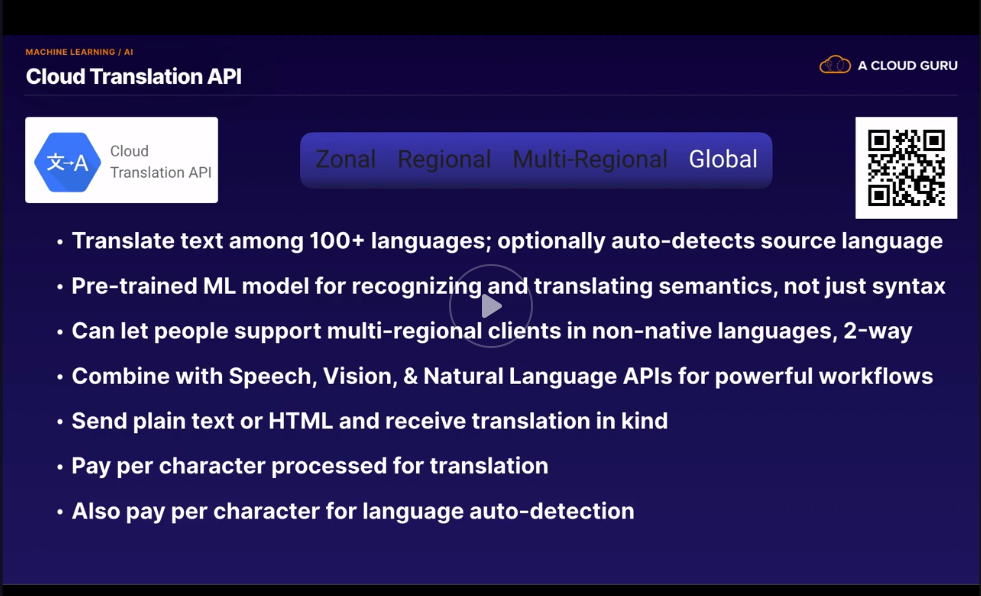 MACHINE LEARNING / AI
Cloud Translation API
A CLOUD GURU
文→A
Cloud
Translation API
Zonal Regional Multi-Regional Global
• Translate text among 100+ languages; optionally auto-detects source language
• Pre-trained ML model for recognizing and translating semantics, not just syntax
• Can let people support multi-regional clients in non-native languages, 2-way
• Combine with Speech, Vision, & Natural Language APIs for powerful workflows
• Send plain text or HTML and receive translation in kind
• Pay per character processed for translation
• Also pay per character for language auto-detection